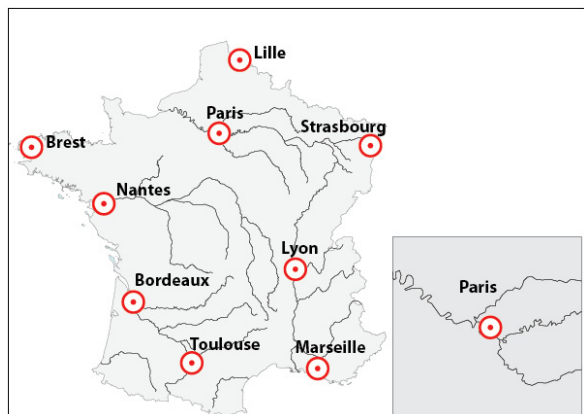 Lille
Paris
Strasbourg
Brest
Nantes
Lyon
Bordeaux
Paris
Toulouse
Marseille